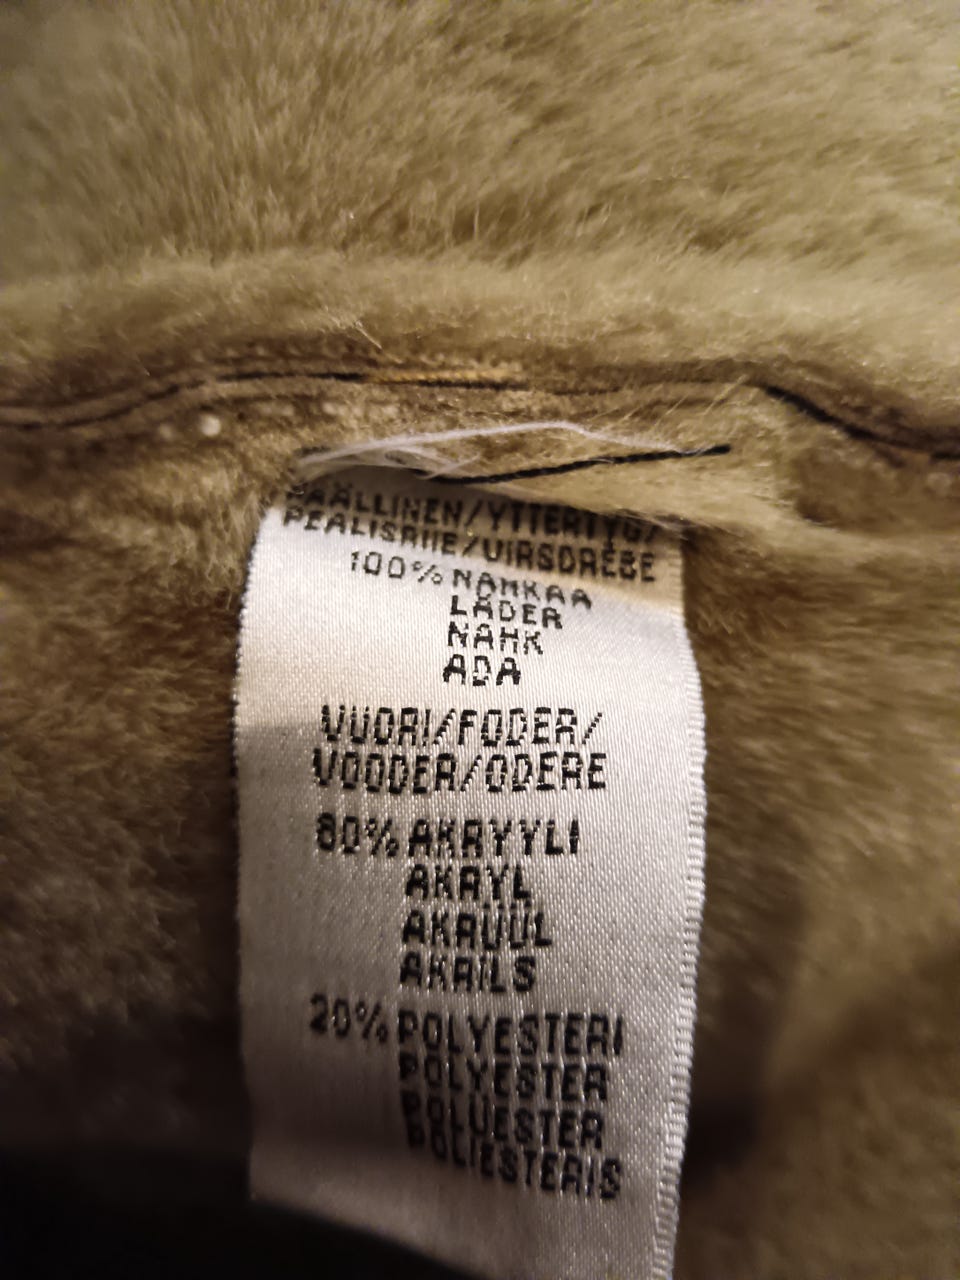 PÄÄLLINEN/YTTERTYG/
PEALISRIIE/VIRSDRĒBE
100% NAHKAA
LÄDER
NAHK
ADA
VUORI/FODER/
VOODER/ODERE
80% AKRYYLI
AKRYL
AKRÜÜL
AKRILS
20% POLYESTERI
POLYESTER
POLÜESTER
POLIESTERIS